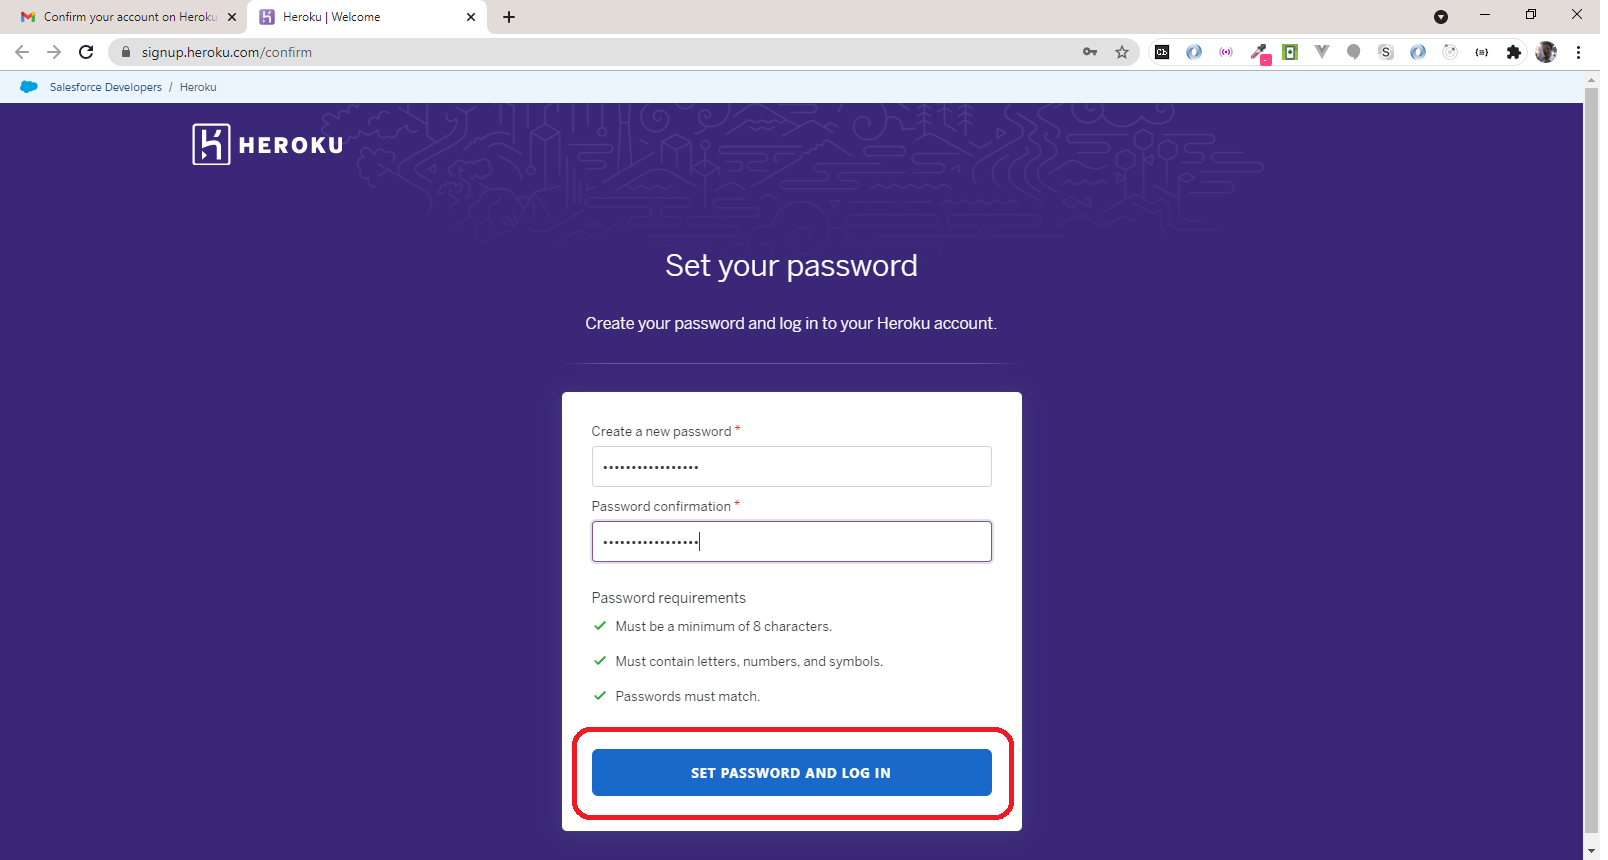 Confirm your account on Heroku
Heroku | Welcome
signup.heroku.com/confirm
Salesforce Developers / Heroku
HEROKU
Set your password
Create your password and log in to your Heroku account.
Create a new password *
•••••••••••••••••
Password confirmation *
•••••••••••••••••
Password requirements
Must be a minimum of 8 characters.
Must contain letters, numbers, and symbols.
Passwords must match.
SET PASSWORD AND LOG IN